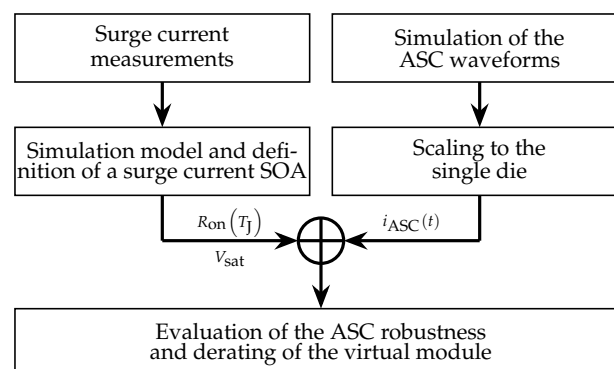 Surge current
measurements
Simulation of the
ASC waveforms
Simulation model and defi-
nition of a surge current SOA
Scaling to the
single die
Ron(TJ)
Vsat
iASC(t)
Evaluation of the ASC robustness
and derating of the virtual module